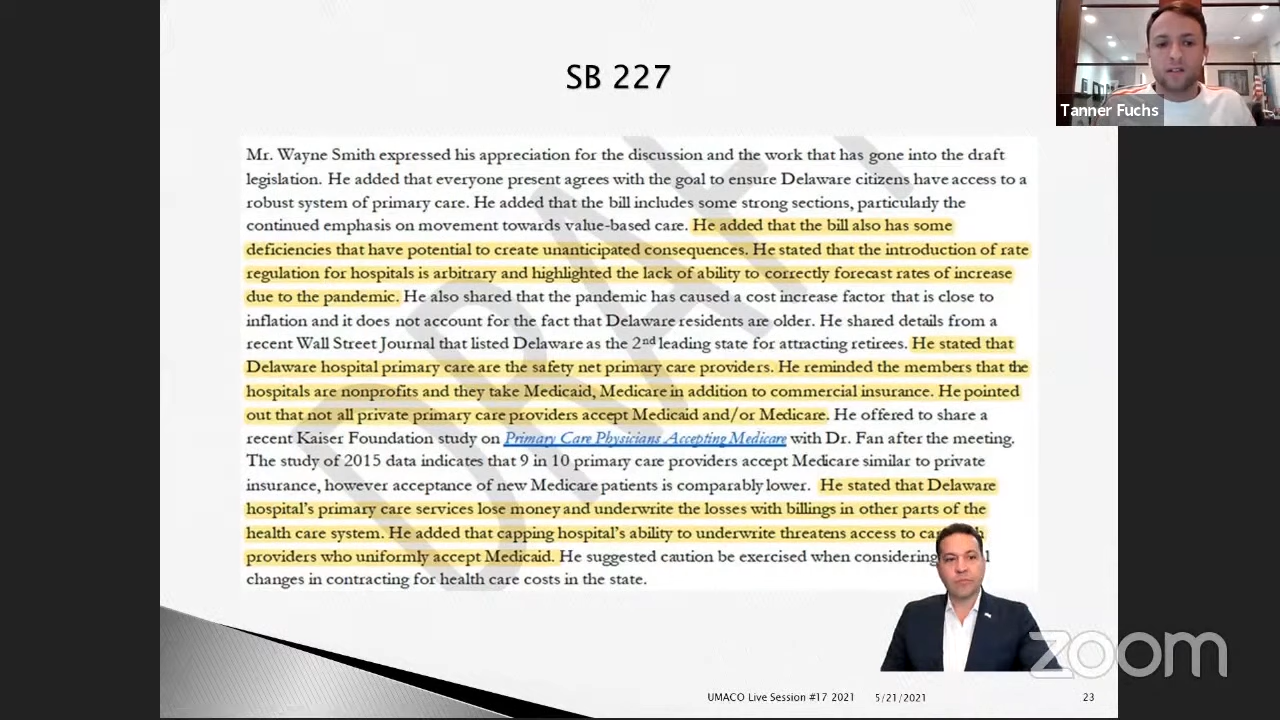 SB 227
Tanner Fuchs
Mr. Wayne Smith expressed his appreciation for the discussion and the work that has gone into the draft
legislation. He added that everyone present agrees with the goal to ensure Delaware citizens have access to a
robust system of primary care. He added that the bill includes some strong sections, particularly the
continued emphasis on movement towards value-based care. He added that the bill also has some
deficiencies that have potential to create unanticipated consequences. He stated that the introduction of rate
regulation for hospitals is arbitrary and highlighted the lack of ability to correctly forecast rates of increase
due to the pandemic. He also shared that the pandemic has caused a cost increase factor that is close to
inflation and it does not account for the fact that Delaware residents are older. He shared details from a
recent Wall Street Journal that listed Delaware as the 2nd leading state for attracting retirees. He stated that
Delaware hospital primary care are the safety net primary care providers. He reminded the members that the
hospitals are nonprofits and they take Medicaid, Medicare in addition to commercial insurance. He pointed
out that not all private primary care providers accept Medicaid and/or Medicare. He offered to share a
recent Kaiser Foundation study on Primary Care Physicians Accepting Medicare with Dr. Fan after the meeting.
The study of 2015 data indicates that 9 in 10 primary care providers accept Medicare similar to private
insurance, however acceptance of new Medicare patients is comparably lower. He stated that Delaware
hospital's primary care services lose money and underwrite the losses with billings in other parts of the
health care system. He added that capping hospital's ability to underwrite threatens access to
providers who uniformly accept Medicaid. He suggested caution be exercised when considering
changes in contracting for health care costs in the state.
DRAFT
zoom
UMACO Live Session #17 2021 5/21/2021 23